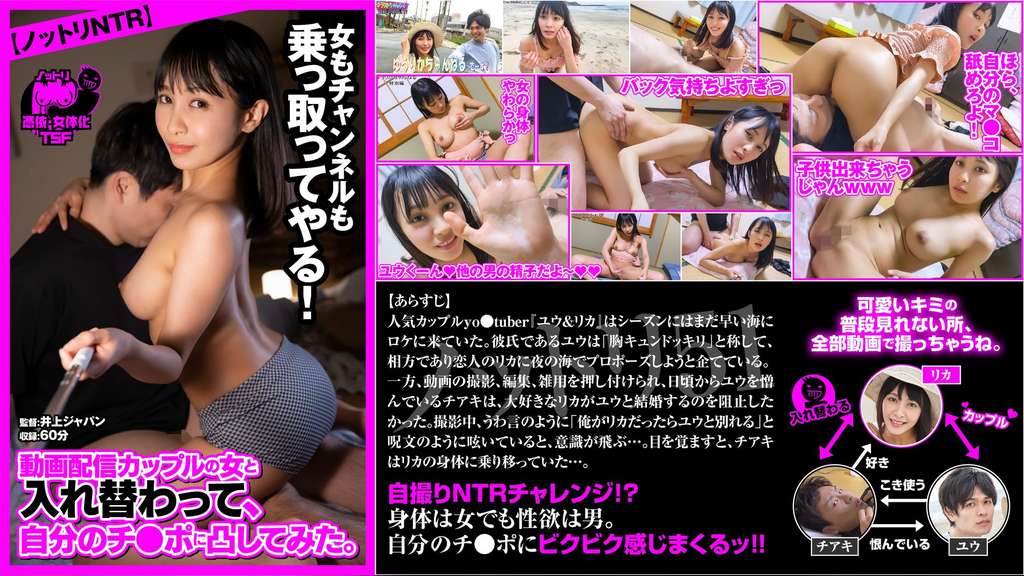 【ノットリNTR】
ノットリ
憑依・女体化
TSF
女もチャンネルも
乗っ取ってやる！
監督：井上ジャパン
収録：60分
動画配信カップルの女と
入れ替わって、
自分のチ●ポに凸してみた。
女の身体
やわらかっ
バック気持ちよすぎっ
ほら、
自分のマ●コ
舐めろよ！
子供出来ちゃう
じゃんwww
ユウくーん♥他の男の精子だよ〜♥♥
【あらすじ】
人気カップルyo●tuber『ユウ&リカ』はシーズンにはまだ早い海に
ロケに来ていた。彼氏であるユウは「胸キュンドッキリ」と称して、
相方であり恋人のリカに夜の海でプロポーズしようと企てている。
一方、動画の撮影、編集、雑用を押し付けられ、日頃からユウを憎
んでいるチアキは、大好きなリカがユウと結婚するのを阻止し
たかった。撮影中、うわ言のように「俺がリカだったらユウと別れる」と
呪文のように呟いていると、意識が飛ぶ…。目を覚ますと、チアキ
はリカの身体に乗り移っていた…。
自撮りNTRチャレンジ!?
身体は女でも性欲は男。
自分のチ●ポにビクビク感じまくるッ!!
可愛いキミの
普段見れない所、
全部動画で撮っちゃうね。
リカ
入れ替わる
カップル
好き
こき使う
恨んでいる
チアキ
ユウ